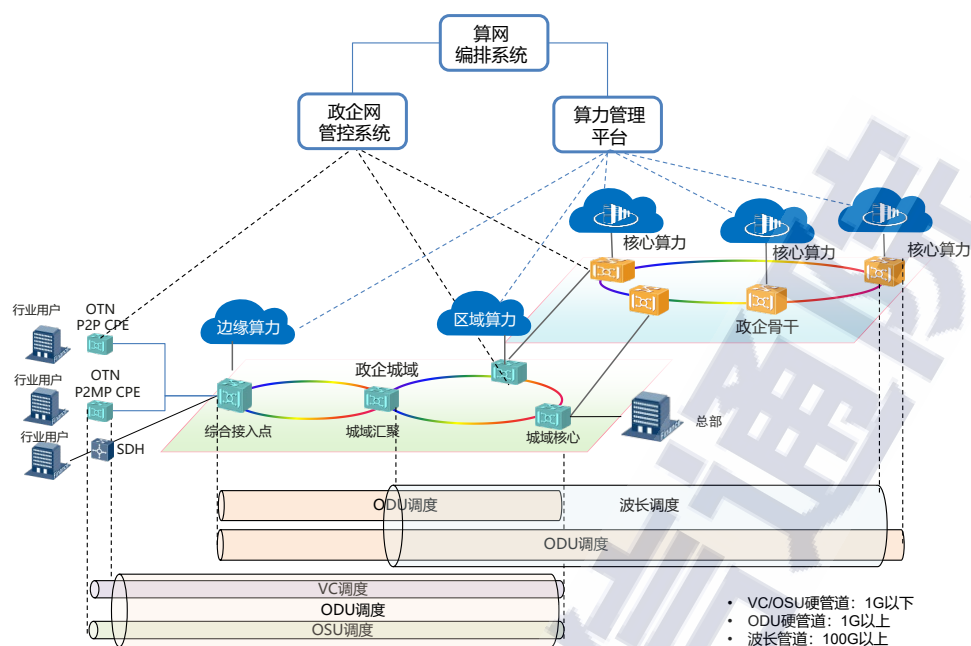 算网
编排系统
政企网
管控系统
算力管理
平台
核心算力
核心算力
核心算力
行业用户
OTN
P2P CPE
边缘算力
区域算力
政企骨干
行业用户
OTN
P2MP CPE
政企城域
综合接入点
城域汇聚
城域核心
总部
行业用户
SDH
ODU调度
波长调度
ODU调度
VC调度
ODU调度
OSU调度
• VC/OSU硬管道：1G以下
• ODU硬管道：1G以上
• 波长管道：100G以上